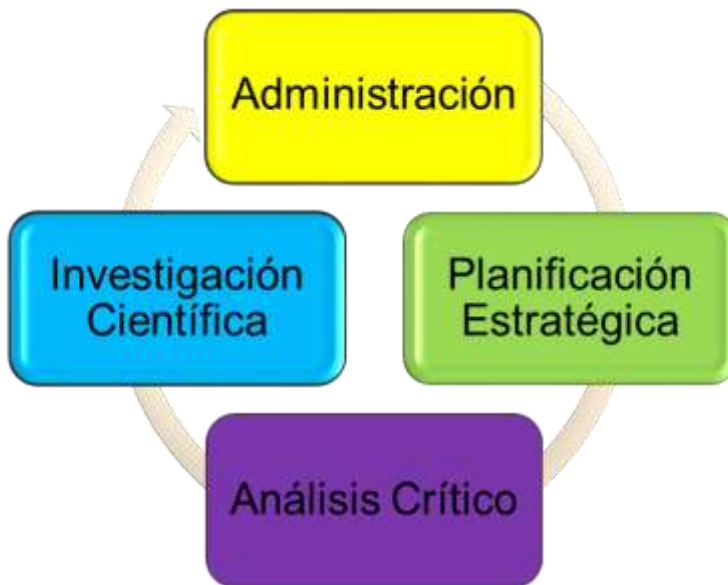 Administración
Planificación
Estratégica
Análisis Crítico
Investigación
Científica